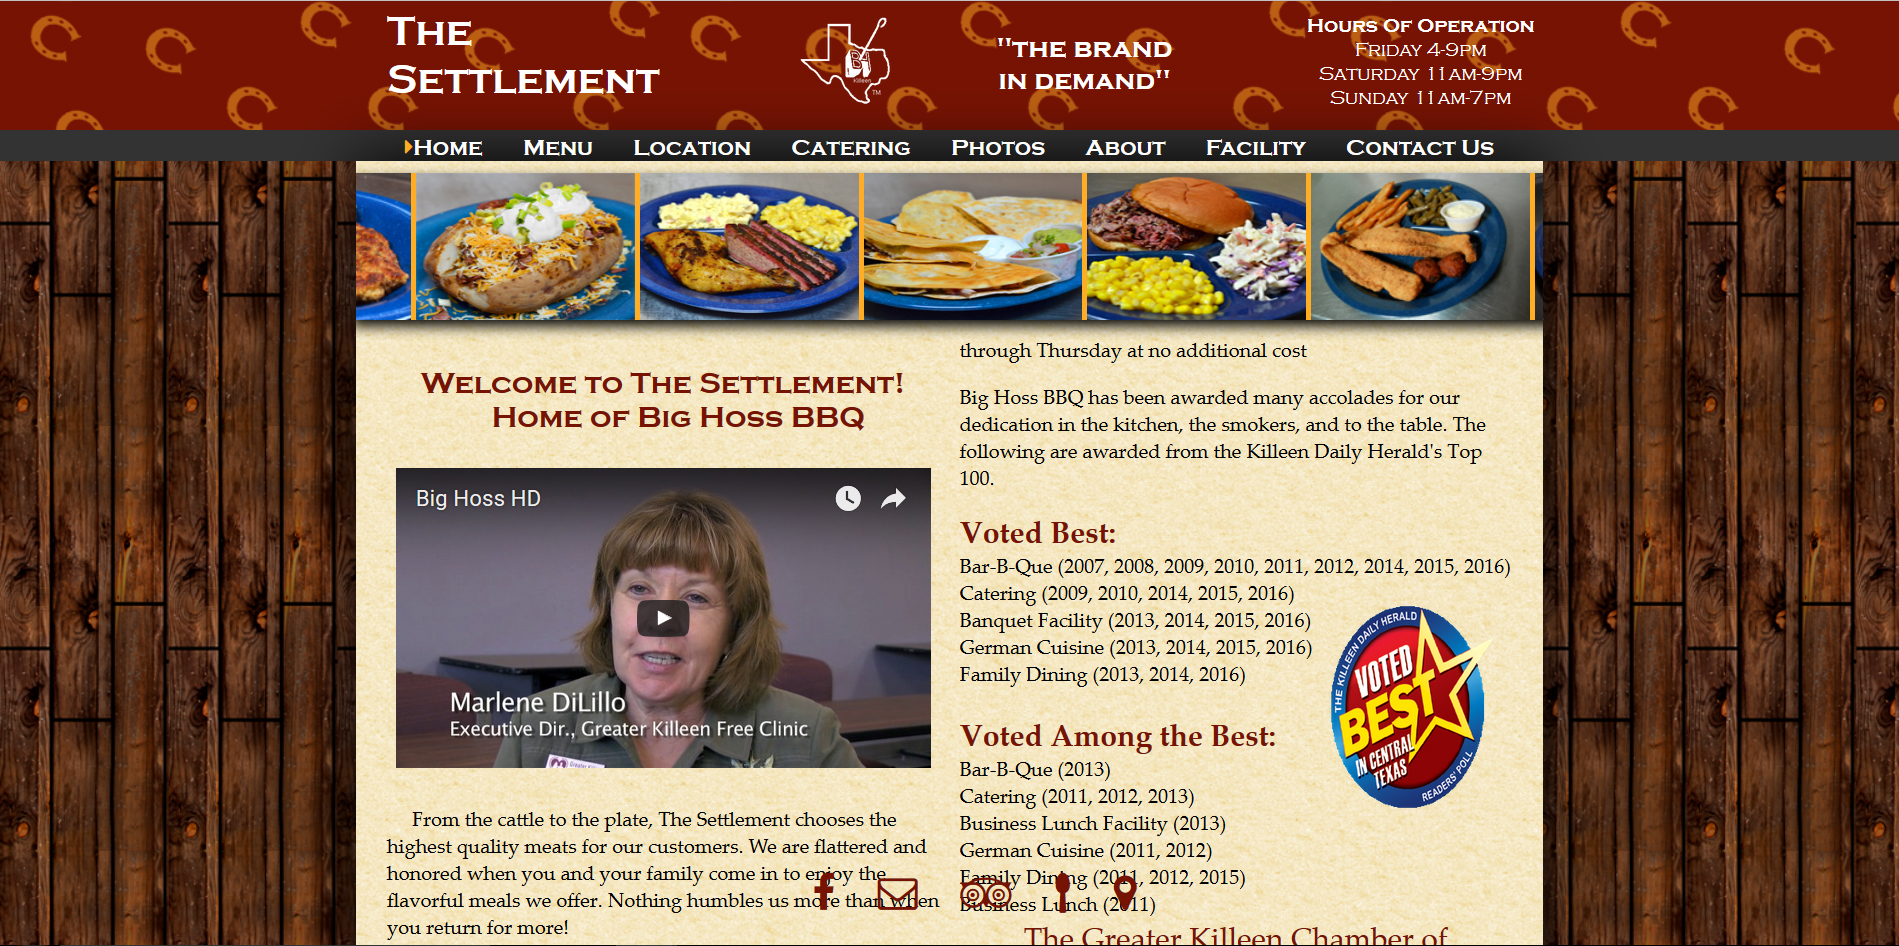 The
Settlement
B4
Killeen
TM
"the brand
in demand"
Hours Of Operation
Friday 4-9pm
Saturday 11am-9pm
Sunday 11am-7pm
Home Menu Location Catering Photos About Facility Contact Us
Welcome to The Settlement!
Home of Big Hoss BBQ
Big Hoss HD
Marlene DiLillo
Executive Dir., Greater Killeen Free Clinic
From the cattle to the plate, The Settlement chooses the
highest quality meats for our customers. We are flattered and
honored when you and your family come in to enjoy the
flavorful meals we offer. Nothing humbles us more than when
you return for more!
through Thursday at no additional cost
Big Hoss BBQ has been awarded many accolades for our
dedication in the kitchen, the smokers, and to the table. The
following are awarded from the Killeen Daily Herald's Top
100.
Voted Best:
Bar-B-Que (2007, 2008, 2009, 2010, 2011, 2012, 2014, 2015, 2016)
Catering (2009, 2010, 2014, 2015, 2016)
Banquet Facility (2013, 2014, 2015, 2016)
German Cuisine (2013, 2014, 2015, 2016)
Family Dining (2013, 2014, 2016)
THE KILLEEN DAILY HERALD
VOTED
BEST
IN CENTRAL
TEXAS
READERS' POLL
Voted Among the Best:
Bar-B-Que (2013)
Catering (2011, 2012, 2013)
Business Lunch Facility (2013)
German Cuisine (2011, 2012)
Family Dining (2011, 2012, 2015)
Business Lunch (2011)
The Greater Killeen Chamber of